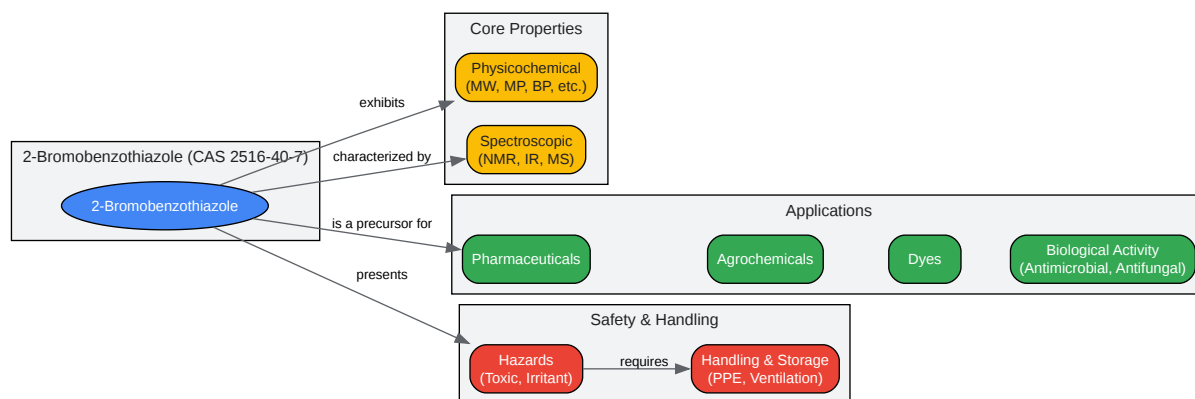 Core Properties
Physicochemical
(MW, MP, BP, etc.)
exhibits
Spectroscopic
(NMR, IR, MS)
characterized by
2-Bromobenzothiazole (CAS 2516-40-7)
2-Bromobenzothiazole
Applications
is a precursor for
Pharmaceuticals
Agrochemicals
Dyes
Biological Activity
(Antimicrobial, Antifungal)
presents
Safety & Handling
Hazards
(Toxic, Irritant)
requires
Handling & Storage
(PPE, Ventilation)